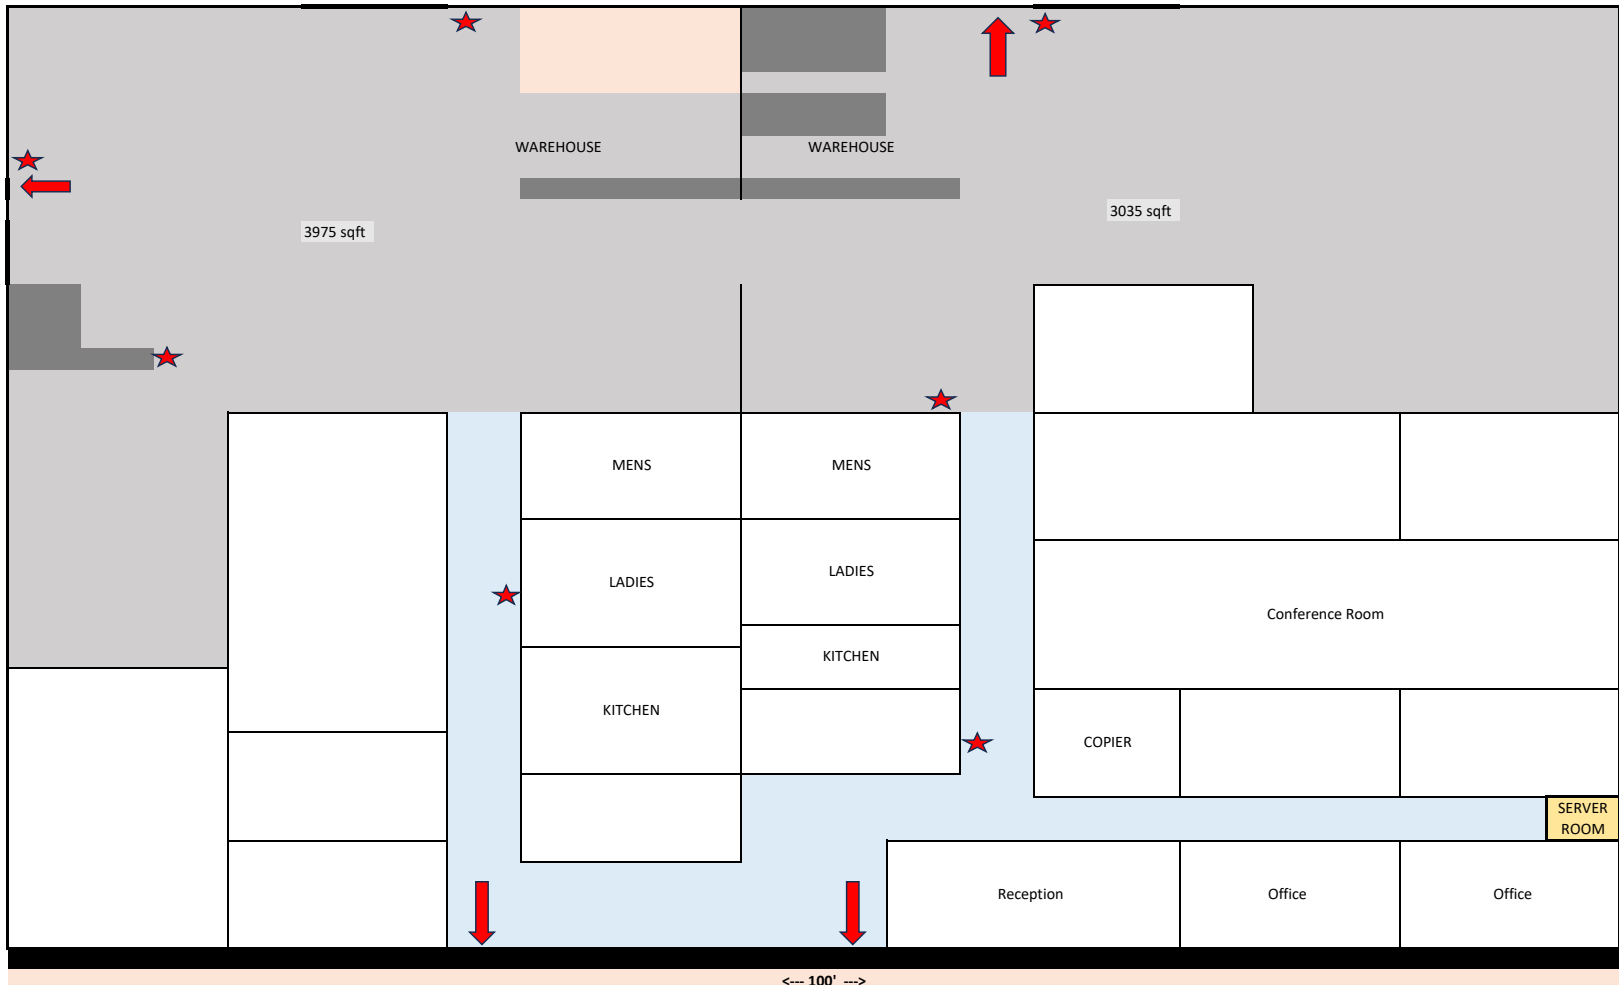 WAREHOUSE
WAREHOUSE
3035 sqft
3975 sqft
MENS
MENS
LADIES
LADIES
Conference Room
KITCHEN
KITCHEN
COPIER
SERVER
ROOM
Reception
Office
Office
<--- 100'  --->